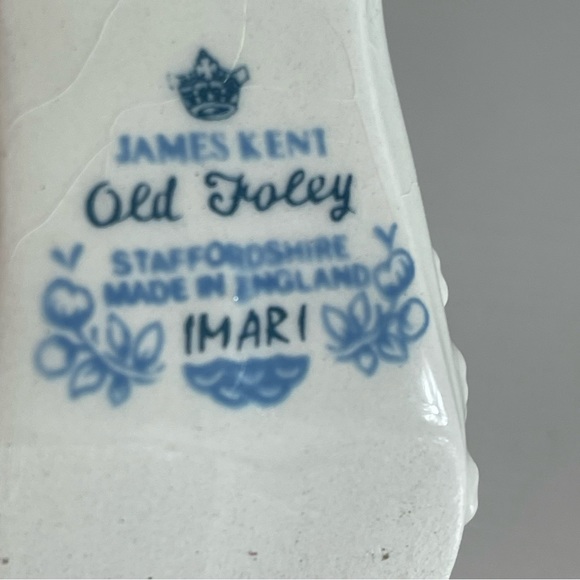 JAMES KENT
Old Foley
STAFFORDSHIRE
MADE IN ENGLAND
IMARI